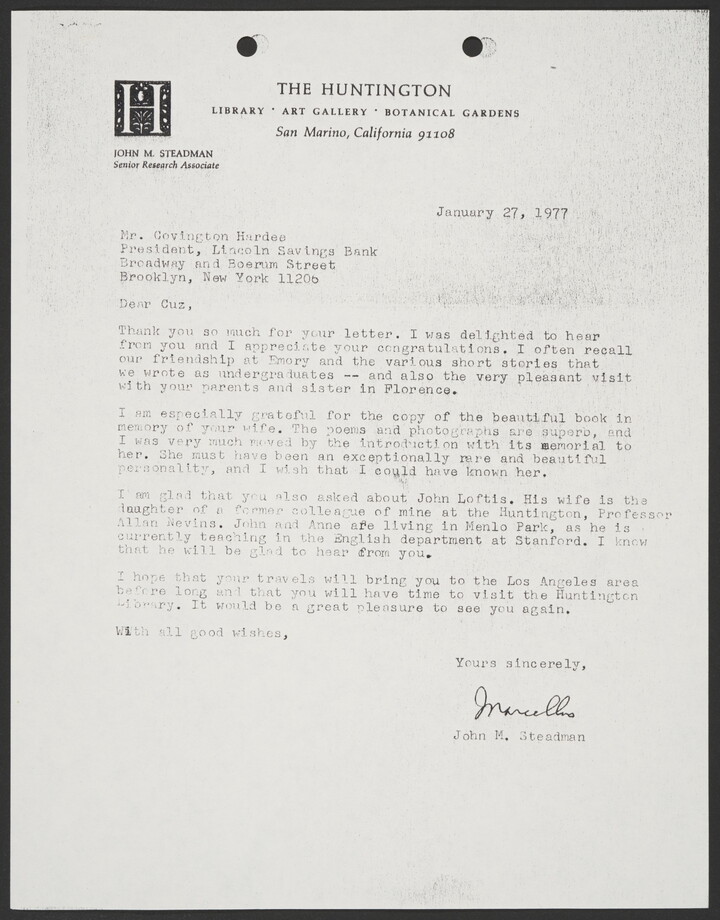 H
THE HUNTINGTON
LIBRARY · ART GALLERY · BOTANICAL GARDENS
San Marino, California 91108
JOHN M. STEADMAN
Senior Research Associate
January 27, 1977
Mr. Covington Hardee
President, Lincoln Savings Bank
Broadway and Boerum Street
Brooklyn, New York 11206
Dear Cuz,
Thank you so much for your letter. I was delighted to hear
from you and I appreciate your congratulations. I often recall
our friendship at Emory and the various short stories that
we wrote as undergraduates -- and also the very pleasant visit
with your parents and sister in Florence.
I am especially grateful for the copy of the beautiful book in
memory of your wife. The poems and photographs are superb, and
I was very much moved by the introduction with its memorial to
her. She must have been an exceptionally rare and beautiful
personality, and I wish that I could have known her.
I am glad that you also asked about John Loftis. His wife is the
daughter of a former colleague of mine at the Huntington, Professor
Allan Nevins. John and Anne are living in Menlo Park, as he is
currently teaching in the English department at Stanford. I know
that he will be glad to hear from you.
I hope that your travels will bring you to the Los Angeles area
before long and that you will have time to visit the Huntington
Library. It would be a great pleasure to see you again.
With all good wishes,
Yours sincerely,
Marcellus
John M. Steadman